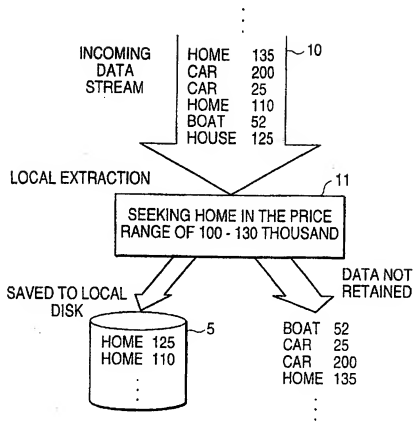 INCOMING
DATA
STREAM
10
HOME 135
CAR 200
CAR 25
HOME 110
BOAT 52
HOUSE 125
LOCAL EXTRACTION
11
SEEKING HOME IN THE PRICE
RANGE OF 100 - 130 THOUSAND
SAVED TO LOCAL
DISK
5
HOME 125
HOME 110
DATA NOT
RETAINED
BOAT 52
CAR 25
CAR 200
HOME 135